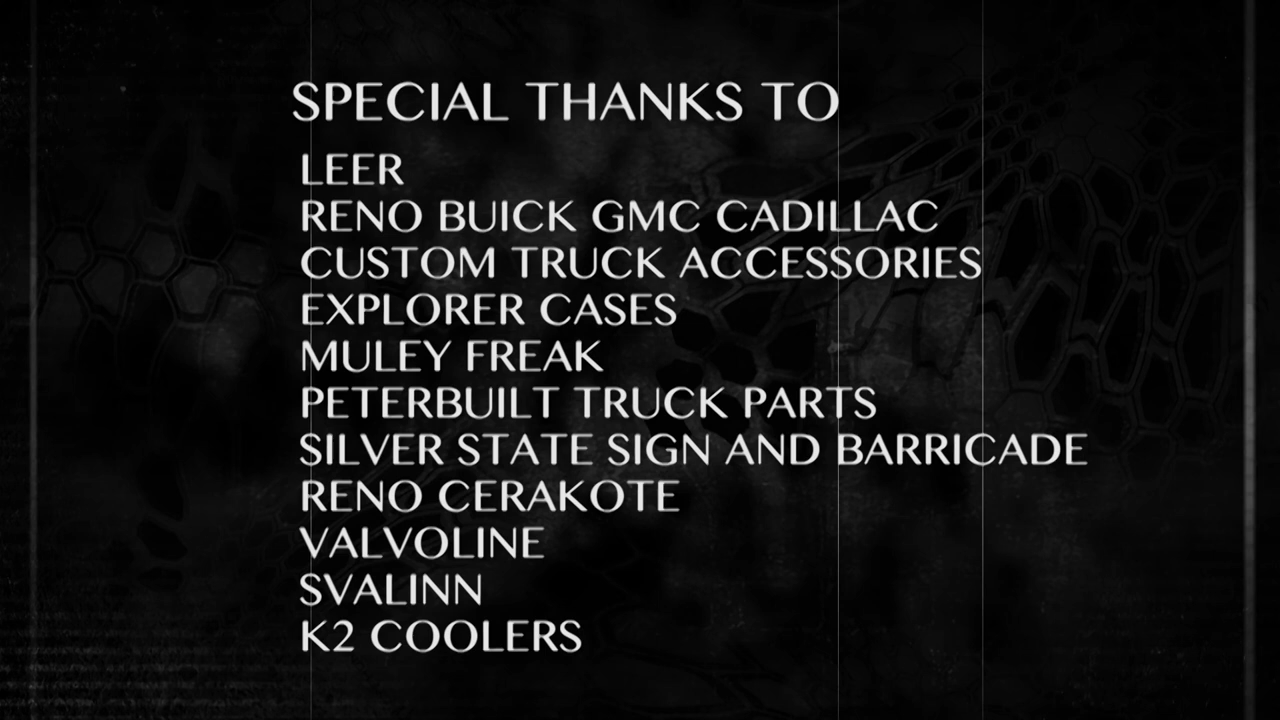 SPECIAL THANKS TO
LEER
RENO BUICK GMC CADILLAC
CUSTOM TRUCK ACCESSORIES
EXPLORER CASES
MULEY FREAK
PETERBUILT TRUCK PARTS
SILVER STATE SIGN AND BARRICADE
RENO CERAKOTE
VALVOLINE
SVALINN
K2 COOLERS